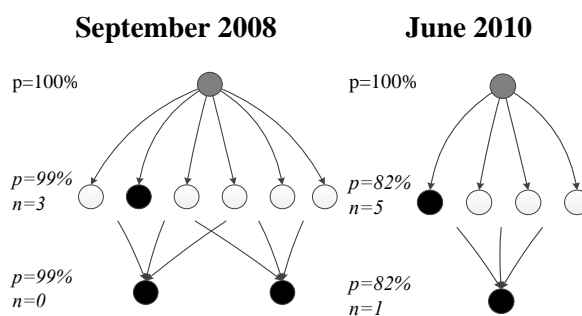 September 2008
June 2010
p=100%
p=100%
p=99%
n=3
p=82%
n=5
p=99%
n=0
p=82%
n=1